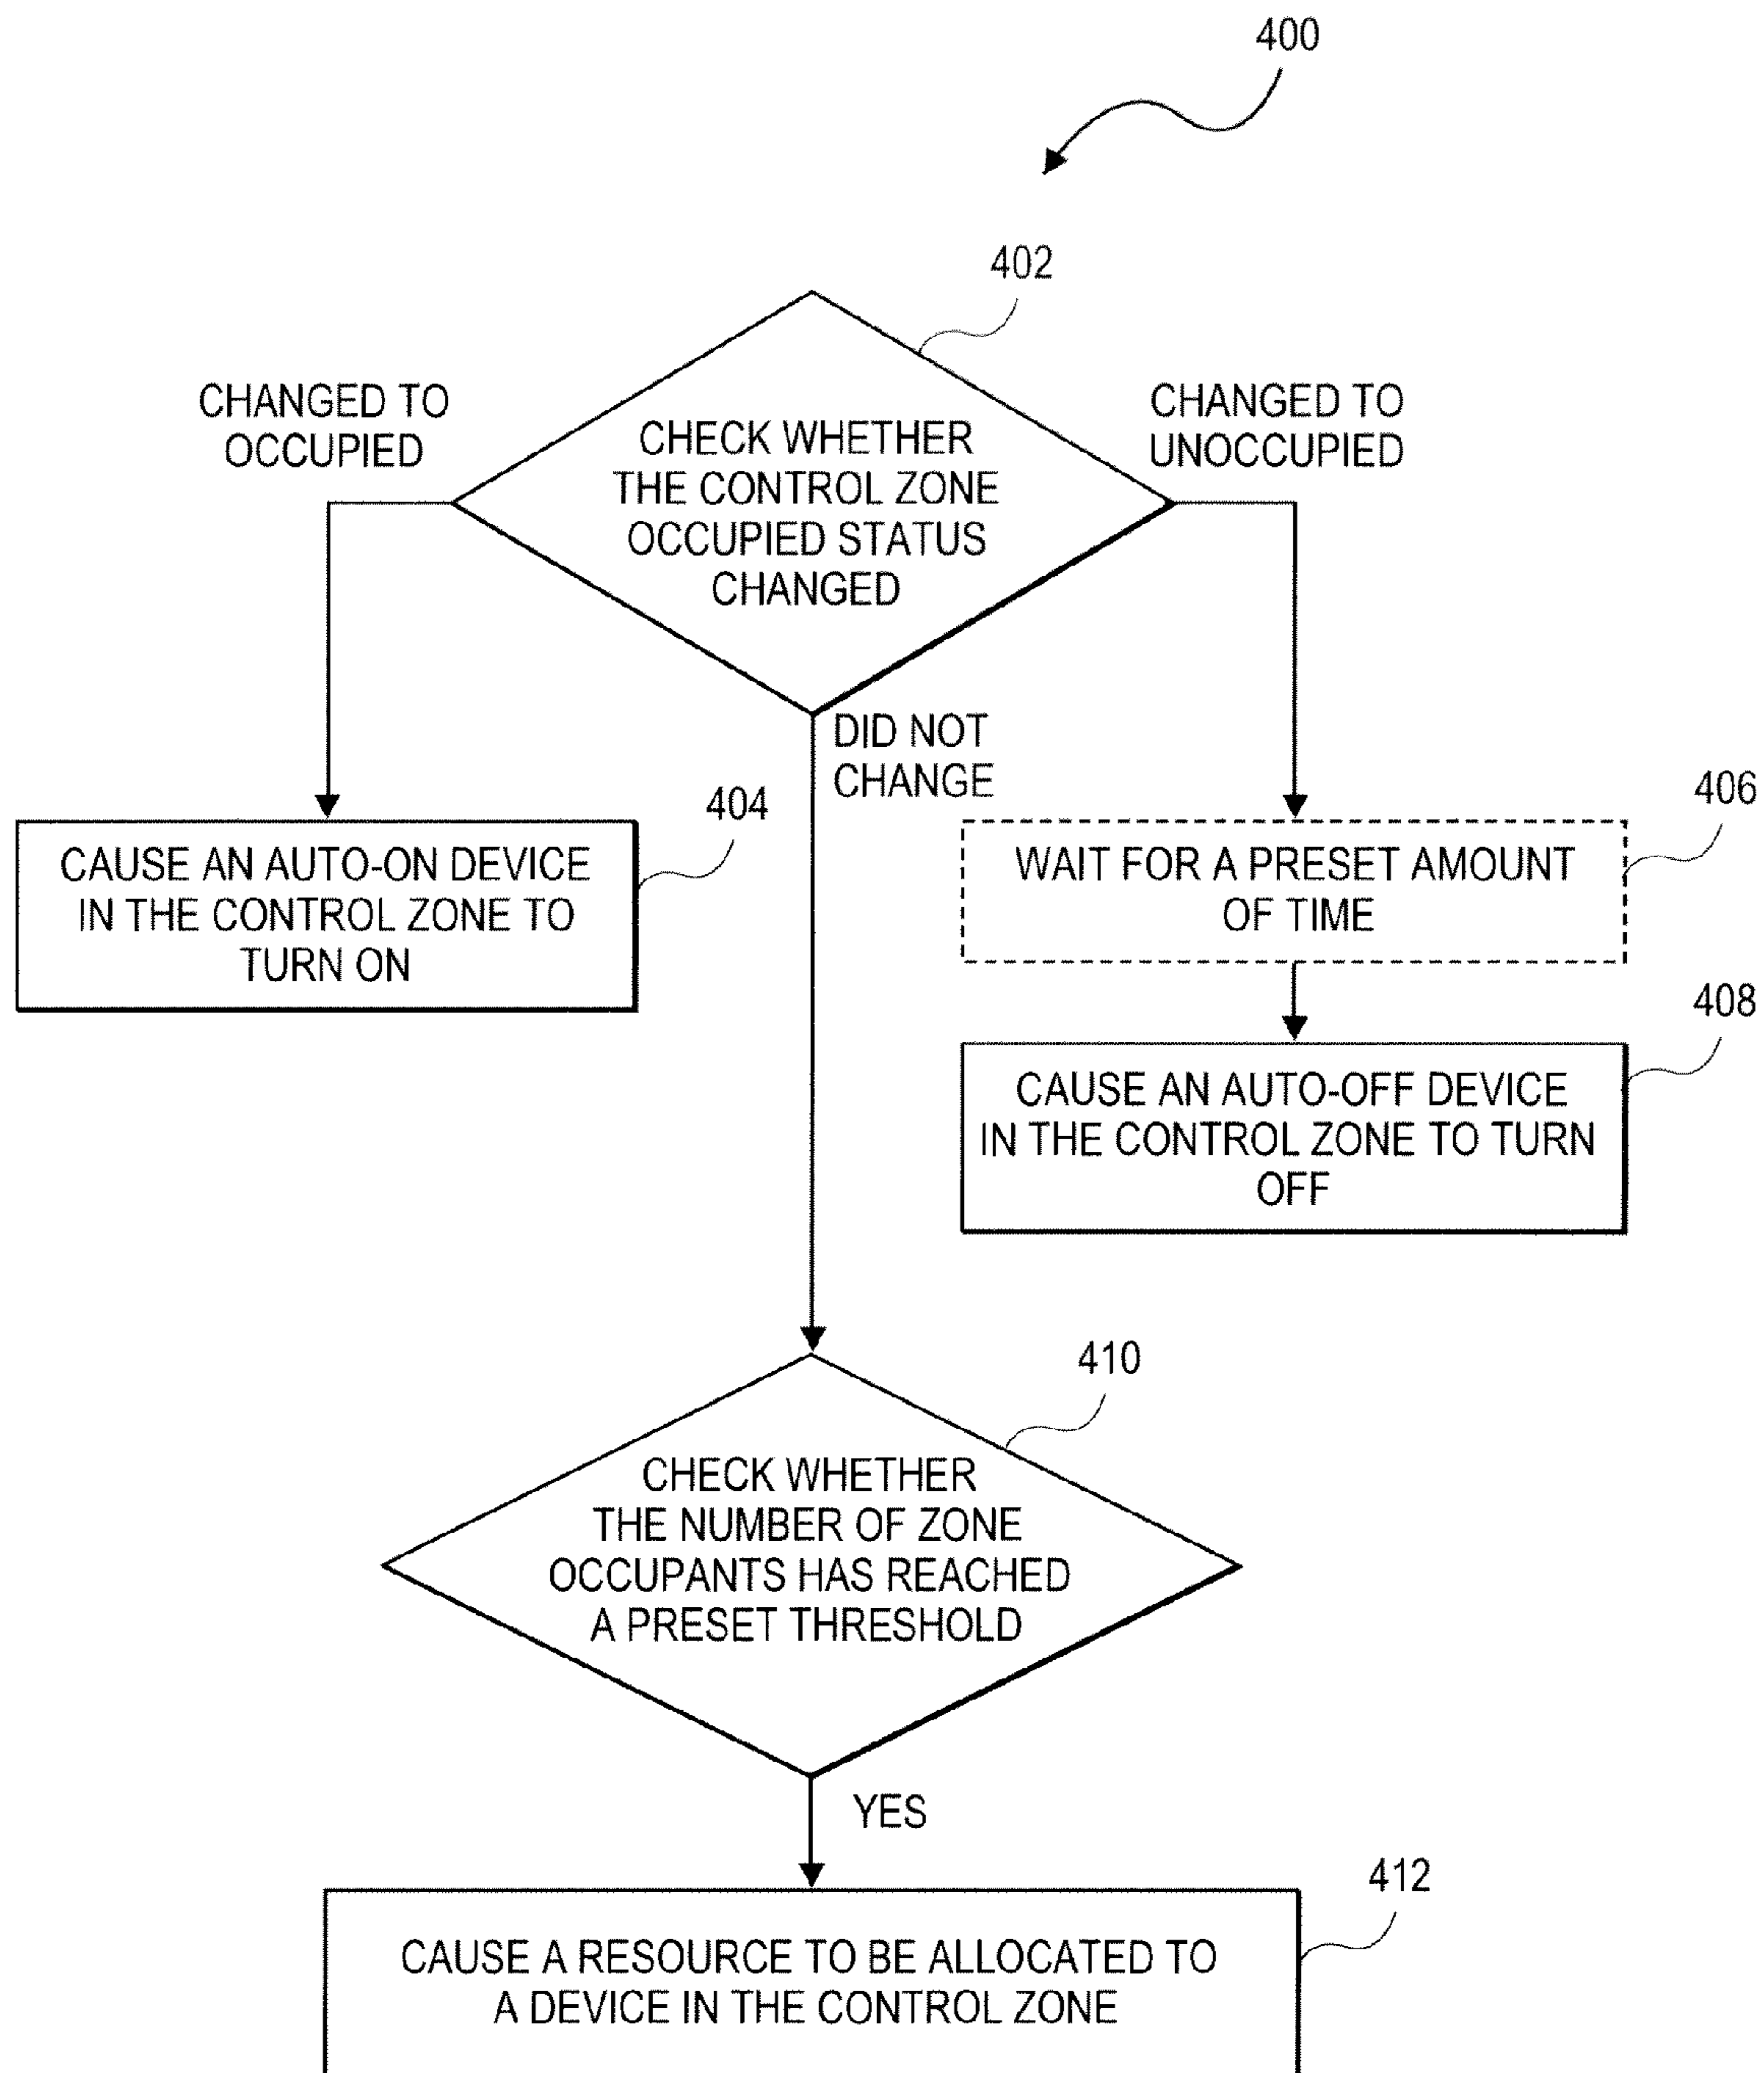 400
402
CHANGED TO
OCCUPIED
CHECK WHETHER
THE CONTROL ZONE
OCCUPIED STATUS
CHANGED
CHANGED TO
UNOCCUPIED
DID NOT
CHANGE
404
CAUSE AN AUTO-ON DEVICE
IN THE CONTROL ZONE TO
TURN ON
406
WAIT FOR A PRESET AMOUNT
OF TIME
408
CAUSE AN AUTO-OFF DEVICE
IN THE CONTROL ZONE TO TURN
OFF
410
CHECK WHETHER
THE NUMBER OF ZONE
OCCUPANTS HAS REACHED
A PRESET THRESHOLD
YES
412
CAUSE A RESOURCE TO BE ALLOCATED TO
A DEVICE IN THE CONTROL ZONE